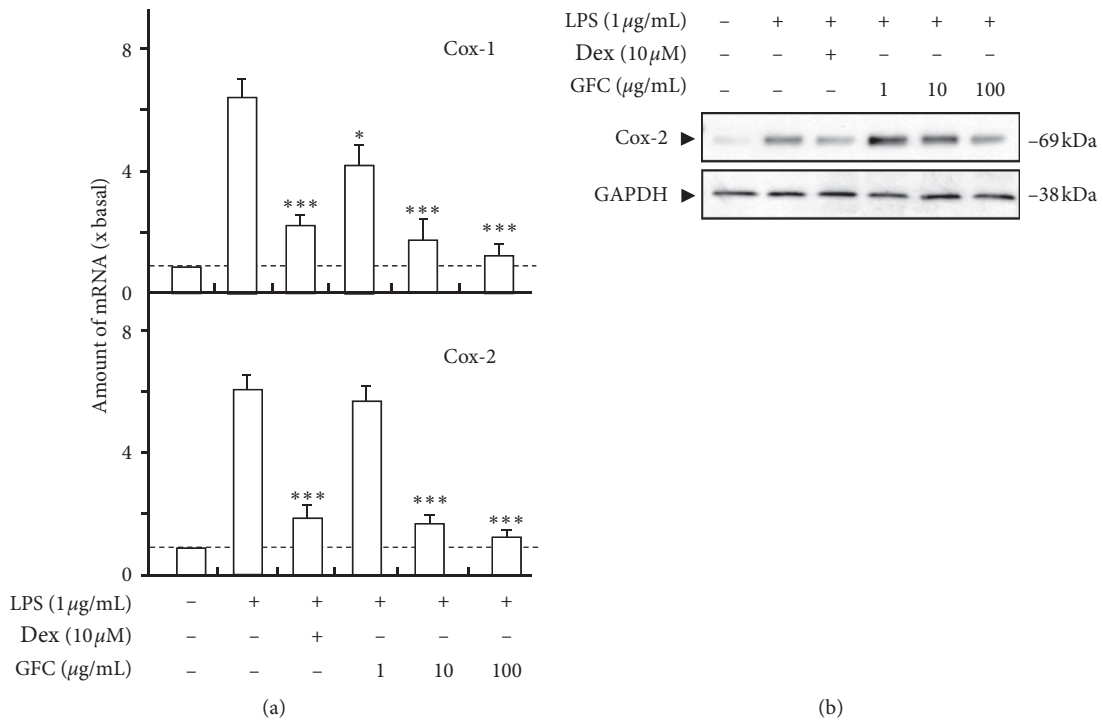 Amount of mRNA (x basal)
8
4
0
Cox-1
*
***
***
***
8
4
0
Cox-2
***
***
***
LPS (1 μg/mL) – + + + + +
Dex (10 μM) – – + – – –
GFC (μg/mL) – – – 1 10 100
(a)
LPS (1 μg/mL) – + + + + +
Dex (10 μM) – – + – – –
GFC (μg/mL) – – – 1 10 100
Cox-2 –69 kDa
GAPDH –38 kDa
(b)